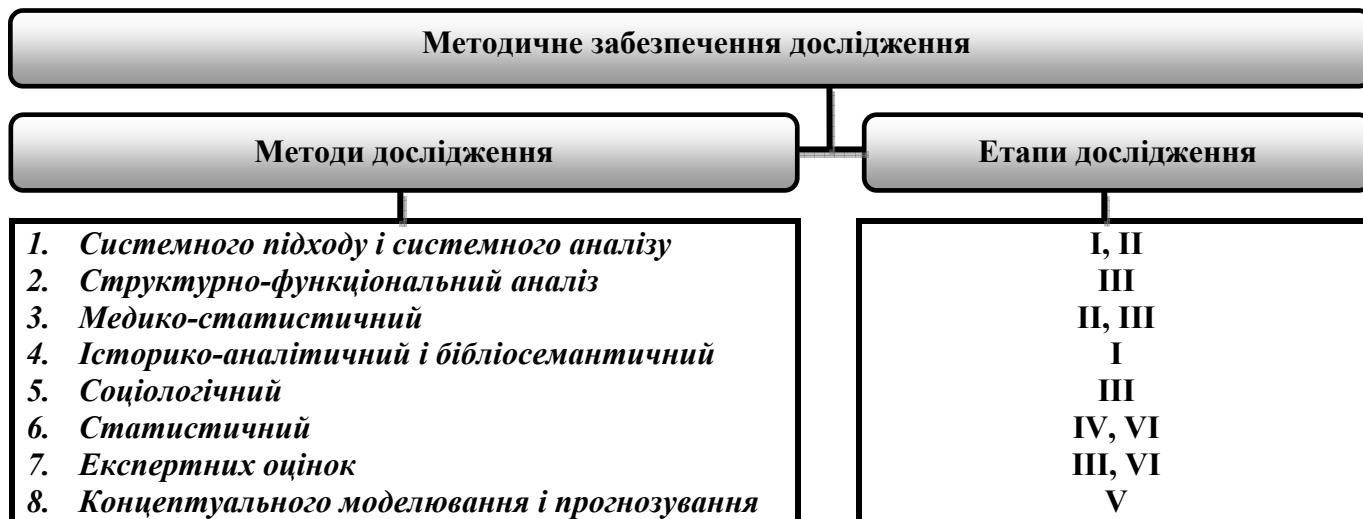 Методичне забезпечення дослідження
Методи дослідження
Етапи дослідження
1. Системного підходу і системного аналізу
2. Структурно-функціональний аналіз
3. Медико-статистичний
4. Історико-аналітичний і бібліосемантичний
5. Соціологічний
6. Статистичний
7. Експертних оцінок
8. Концептуального моделювання і прогнозування
I, II
III
II, III
I
III
IV, VI
III, VI
V